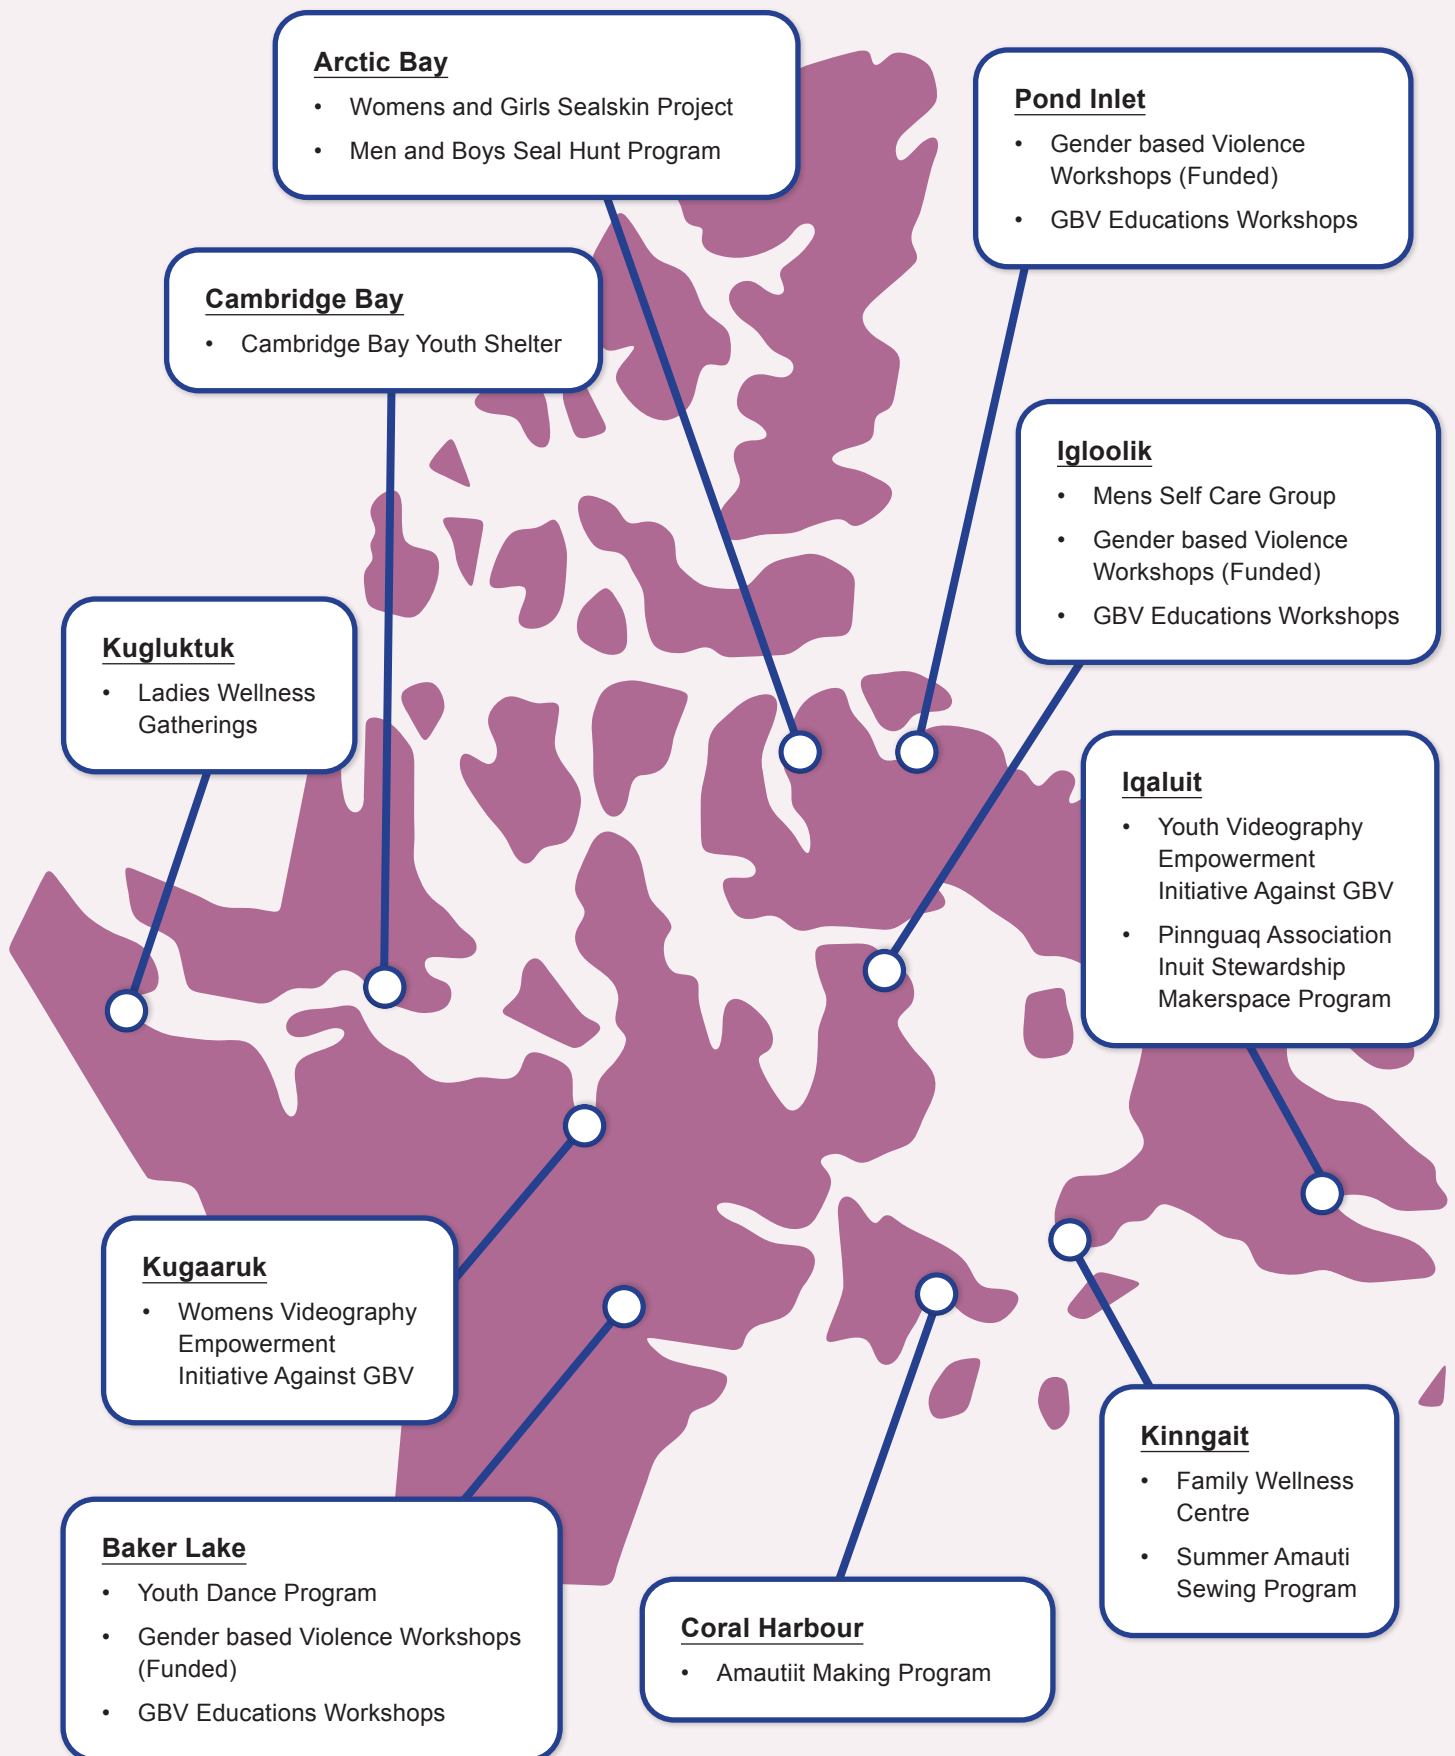 Arctic Bay
• Womens and Girls Sealskin Project
• Men and Boys Seal Hunt Program
Pond Inlet
• Gender based Violence
Workshops (Funded)
• GBV Educations Workshops
Cambridge Bay
• Cambridge Bay Youth Shelter
Igloolik
• Mens Self Care Group
• Gender based Violence
Workshops (Funded)
• GBV Educations Workshops
Kugluktuk
• Ladies Wellness
Gatherings
Iqaluit
• Youth Videography
Empowerment
Initiative Against GBV
• Pinnguaq Association
Inuit Stewardship
Makerspace Program
Kugaaruk
• Womens Videography
Empowerment
Initiative Against GBV
Kinngait
• Family Wellness
Centre
• Summer Amauti
Sewing Program
Baker Lake
• Youth Dance Program
• Gender based Violence Workshops
(Funded)
• GBV Educations Workshops
Coral Harbour
• Amautiit Making Program